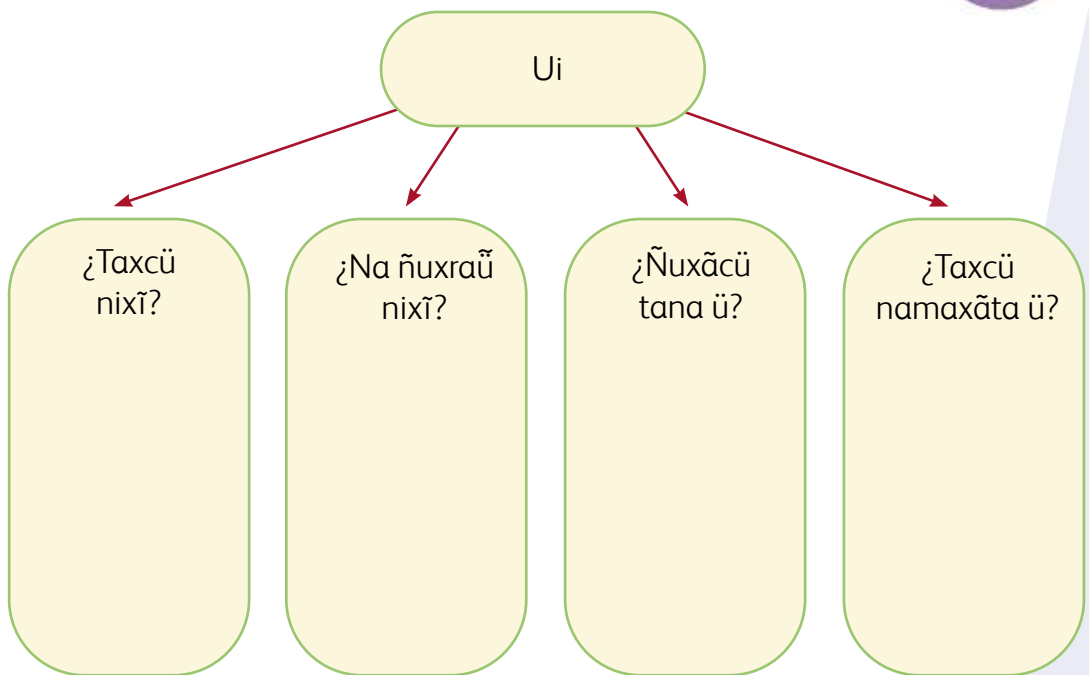 Ui
¿Taxcü
nixĩ?
¿Na ñuxraü̃
nixĩ?
¿Ñuxãcü
tana ü?
¿Taxcü
namaxãta ü?